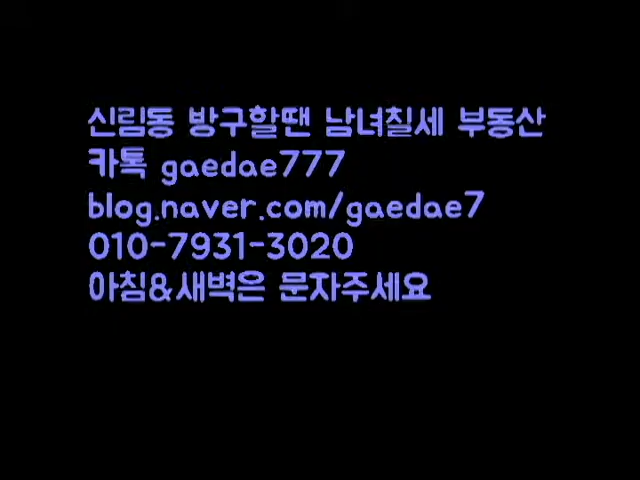 신림동 방구할땐 남녀칠세 부동산
카톡 gaedae777
blog.naver.com/gaedae7
010-7931-3020
아침&새벽은 문자주세요